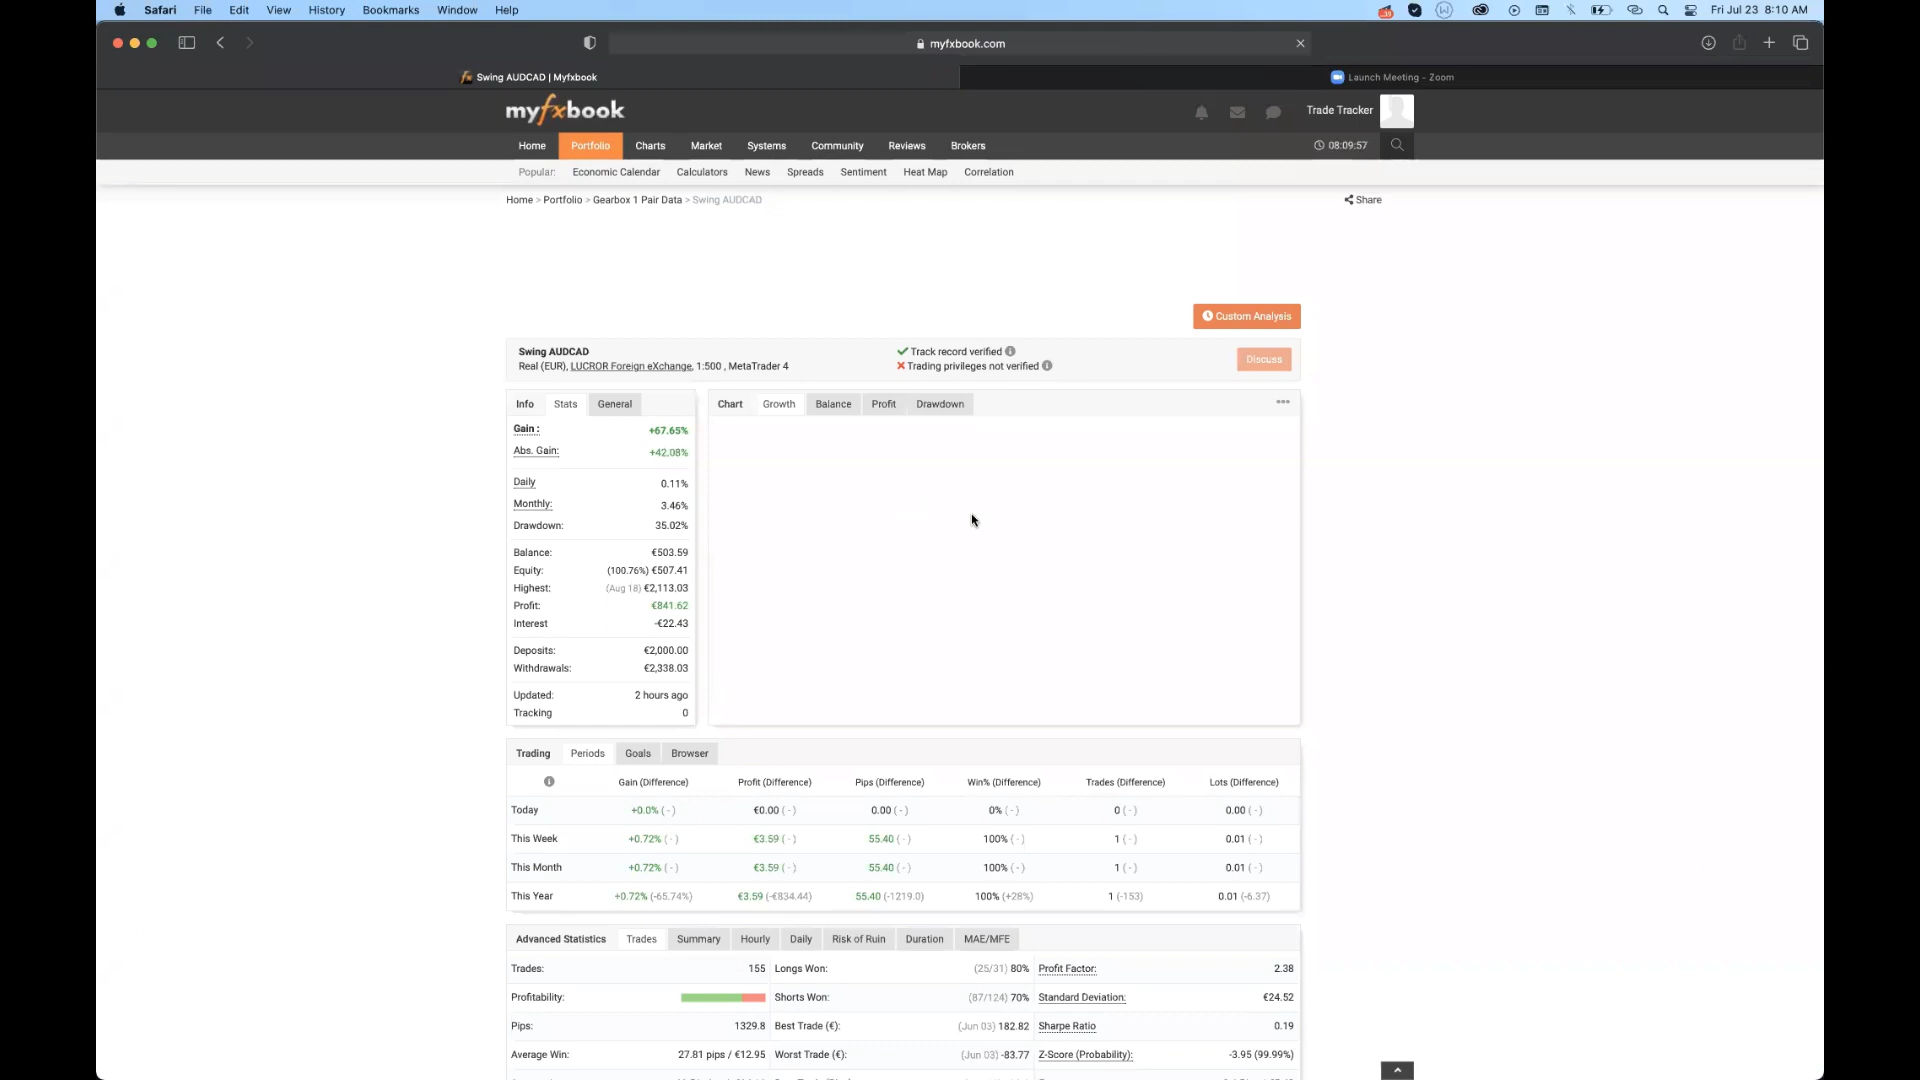 Safari File Edit View History Bookmarks Window Help Fri Jul 23 8:10 AM
myfxbook.com
Swing AUDCAD | Myfxbook Launch Meeting - Zoom
myfxbook Trade Tracker
Home Portfolio Charts Market Systems Community Reviews Brokers 08:09:57
Popular: Economic Calendar Calculators News Spreads Sentiment Heat Map Correlation
Home > Portfolio > Gearbox 1 Pair Data > Swing AUDCAD Share
Custom Analysis
Swing AUDCAD Track record verified
Real (EUR), LUCROR Foreign eXchange, 1:500 , MetaTrader 4 Trading privileges not verified Discuss
Info Stats General Chart Growth Balance Profit Drawdown
Gain : +67.65%
Abs. Gain: +42.08%
Daily 0.11%
Monthly: 3.46%
Drawdown: 35.02%
Balance: €503.59
Equity: (100.76%) €507.41
Highest: (Aug 18) €2,113.03
Profit: €841.62
Interest -€22.43
Deposits: €2,000.00
Withdrawals: €2,338.03
Updated: 2 hours ago
Tracking 0
Trading Periods Goals Browser
Gain (Difference) Profit (Difference) Pips (Difference) Win% (Difference) Trades (Difference) Lots (Difference)
Today +0.0% ( - ) €0.00 ( - ) 0.00 ( - ) 0% ( - ) 0 ( - ) 0.00 ( - )
This Week +0.72% ( - ) €3.59 ( - ) 55.40 ( - ) 100% ( - ) 1 ( - ) 0.01 ( - )
This Month +0.72% ( - ) €3.59 ( - ) 55.40 ( - ) 100% ( - ) 1 ( - ) 0.01 ( - )
This Year +0.72% (-65.74%) €3.59 (-€834.44) 55.40 (-1219.0) 100% (+28%) 1 (-153) 0.01 (-6.37)
Advanced Statistics Trades Summary Hourly Daily Risk of Ruin Duration MAE/MFE
Trades: 155 Longs Won: (25/31) 80% Profit Factor: 2.38
Profitability: Shorts Won: (87/124) 70% Standard Deviation: €24.52
Pips: 1329.8 Best Trade (€): (Jun 03) 182.82 Sharpe Ratio 0.19
Average Win: 27.81 pips / €12.95 Worst Trade (€): (Jun 03) -83.77 Z-Score (Probability): -3.95 (99.99%)